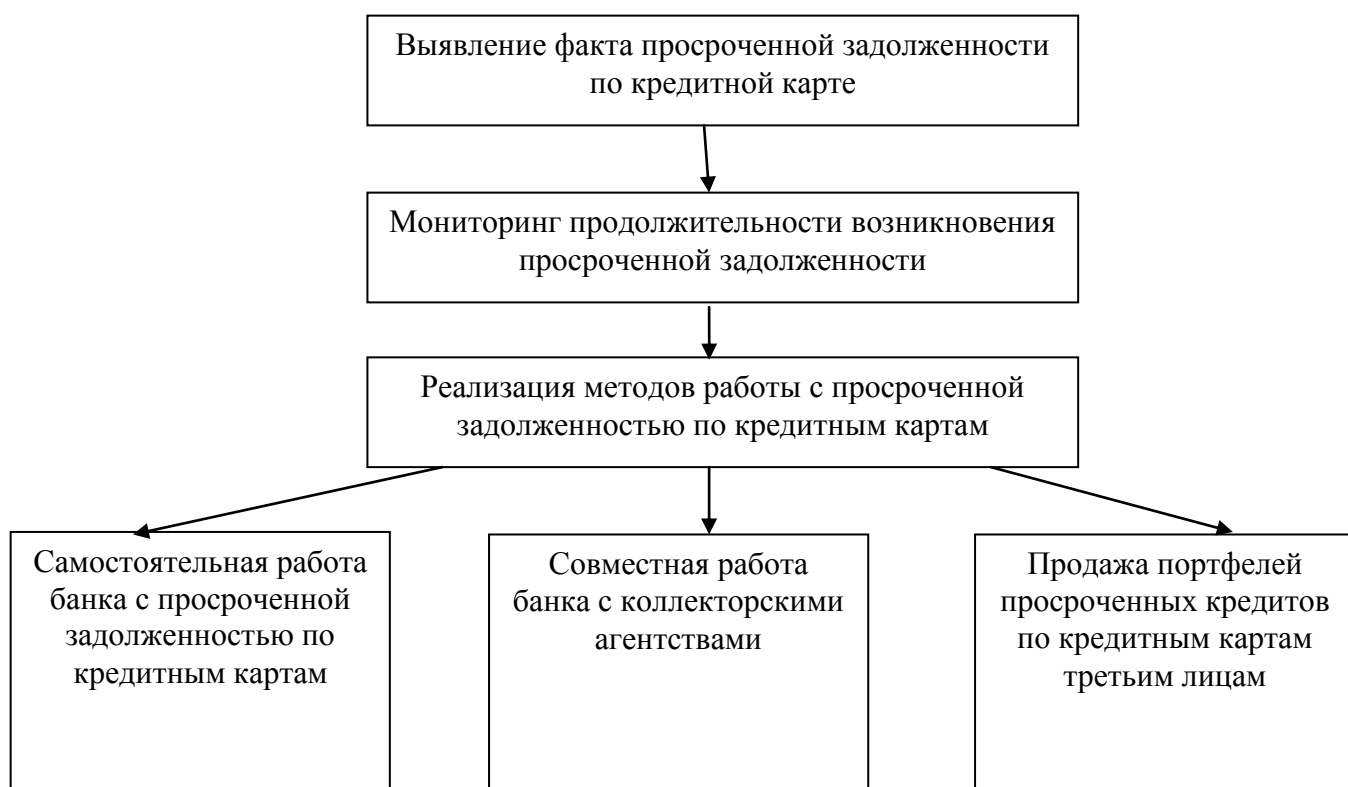 Выявление факта просроченной задолженности
по кредитной карте
Мониторинг продолжительности возникновения
просроченной задолженности
Реализация методов работы с просроченной
задолженностью по кредитным картам
Самостоятельная работа
банка с просроченной
задолженностью по
кредитным картам
Совместная работа
банка с коллекторскими
агентствами
Продажа портфелей
просроченных кредитов
по кредитным картам
третьим лицам